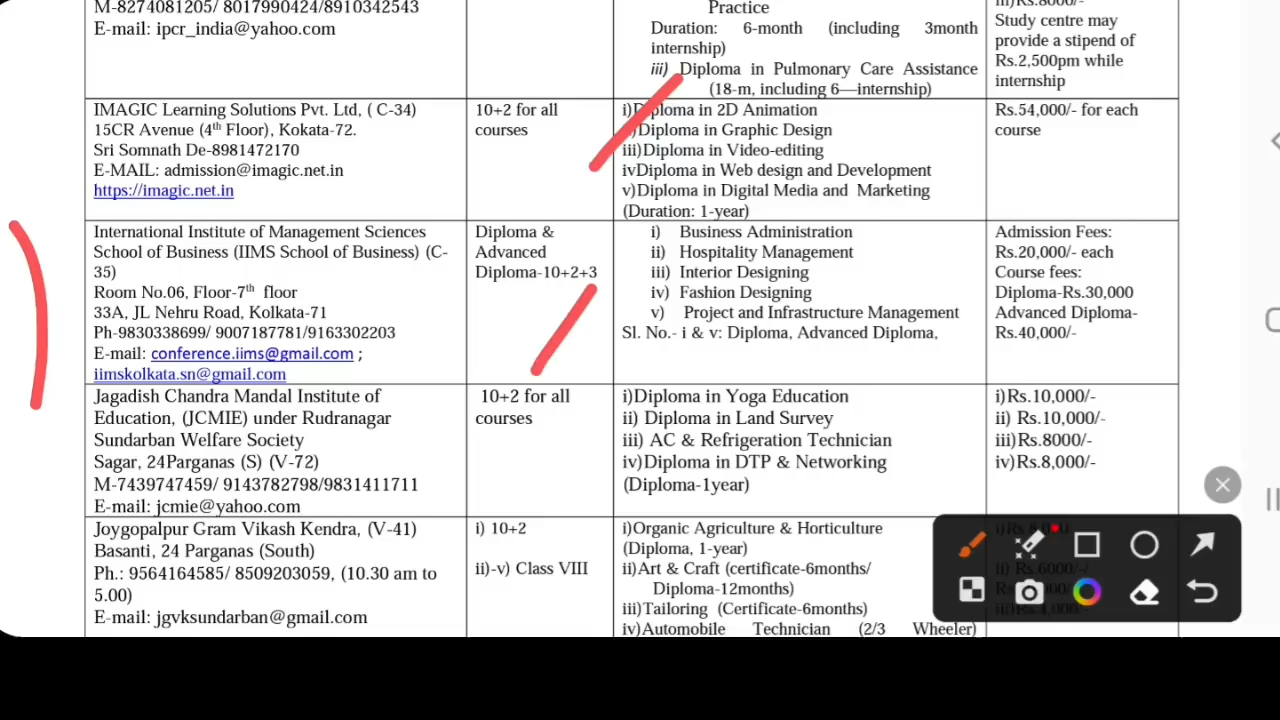 M-8274081205/ 8017990424/8910342543
E-mail: ipcr_india@yahoo.com
Practice
Duration: 6-month (including 3month
internship)
iii) Diploma in Pulmonary Care Assistance
(18-m, including 6—internship)
iii)Rs.8000/-
Study centre may
provide a stipend of
Rs.2,500pm while
internship
IMAGIC Learning Solutions Pvt. Ltd, ( C-34)
15CR Avenue (4th Floor), Kokata-72.
Sri Somnath De-8981472170
E-MAIL: admission@imagic.net.in
https://imagic.net.in
10+2 for all
courses
i)Diploma in 2D Animation
)Diploma in Graphic Design
iii)Diploma in Video-editing
ivDiploma in Web design and Development
v)Diploma in Digital Media and Marketing
(Duration: 1-year)
Rs.54,000/- for each
course
International Institute of Management Sciences
School of Business (IIMS School of Business) (C-
35)
Room No.06, Floor-7th floor
33A, JL Nehru Road, Kolkata-71
Ph-9830338699/ 9007187781/9163302203
E-mail: conference.iims@gmail.com ;
iimskolkata.sn@gmail.com
Diploma &
Advanced
Diploma-10+2+3
i) Business Administration
ii) Hospitality Management
iii) Interior Designing
iv) Fashion Designing
v) Project and Infrastructure Management
Sl. No.- i & v: Diploma, Advanced Diploma,
Admission Fees:
Rs.20,000/- each
Course fees:
Diploma-Rs.30,000
Advanced Diploma-
Rs.40,000/-
Jagadish Chandra Mandal Institute of
Education, (JCMIE) under Rudranagar
Sundarban Welfare Society
Sagar, 24Parganas (S) (V-72)
M-7439747459/ 9143782798/9831411711
E-mail: jcmie@yahoo.com
10+2 for all
courses
i)Diploma in Yoga Education
ii) Diploma in Land Survey
iii) AC & Refrigeration Technician
iv)Diploma in DTP & Networking
(Diploma-1year)
i)Rs.10,000/-
ii) Rs.10,000/-
iii)Rs.8000/-
iv)Rs.8,000/-
Joygopalpur Gram Vikash Kendra, (V-41)
Basanti, 24 Parganas (South)
Ph.: 9564164585/ 8509203059, (10.30 am to
5.00)
E-mail: jgvksundarban@gmail.com
i) 10+2
ii)-v) Class VIII
i)Organic Agriculture & Horticulture
(Diploma, 1-year)
ii)Art & Craft (certificate-6months/
Diploma-12months)
iii)Tailoring (Certificate-6months)
iv)Automobile Technician (2/3 Wheeler)
ii) Rs.6000/-/